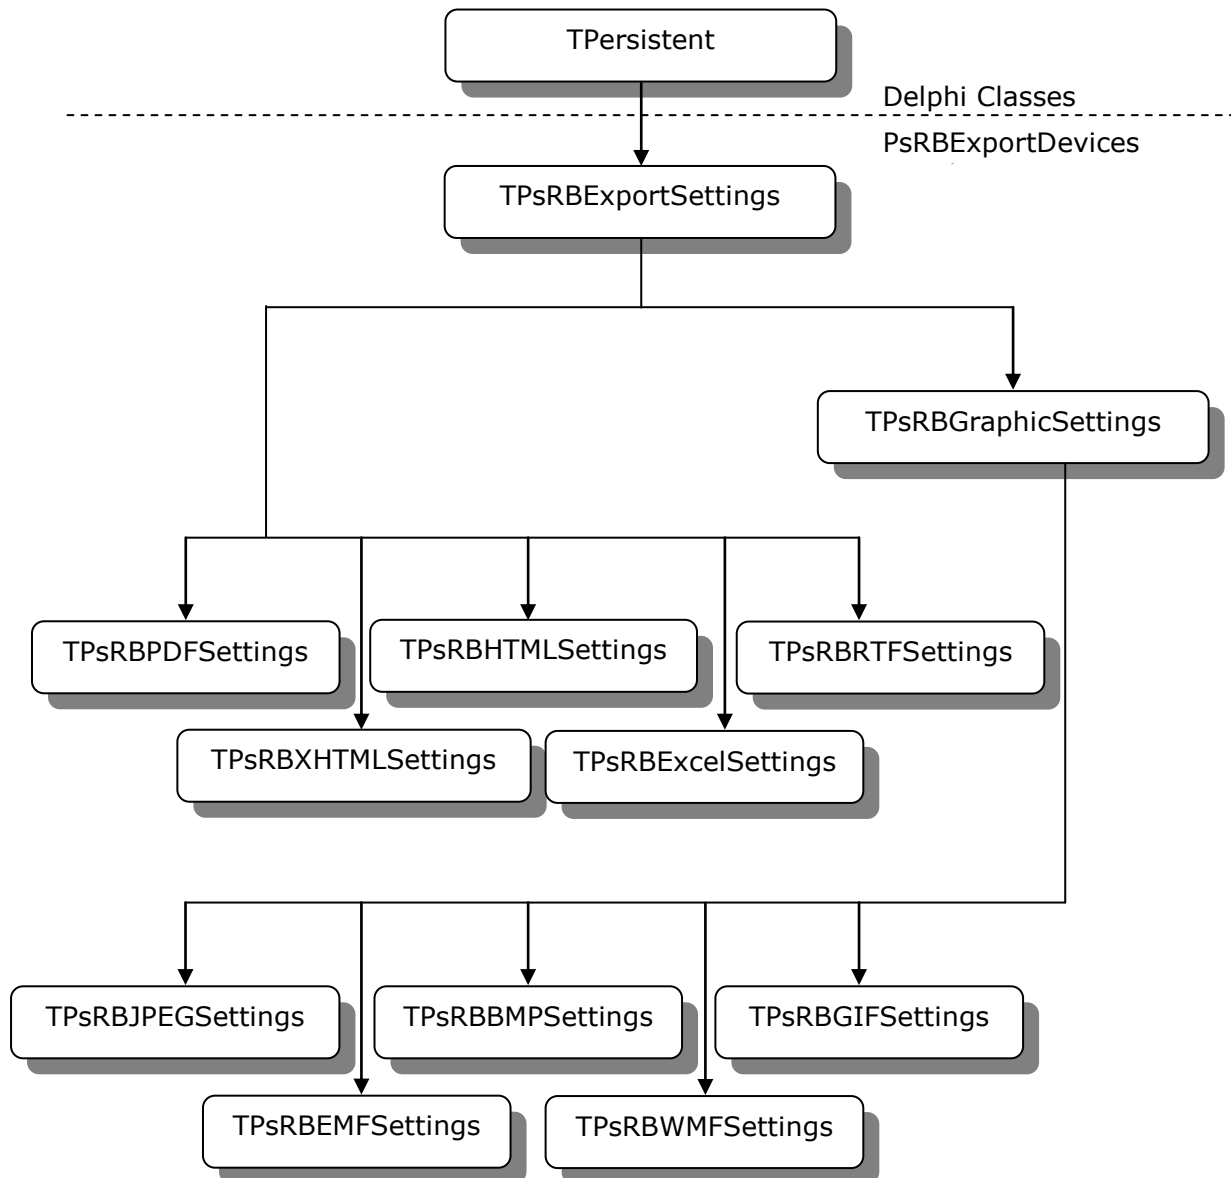 TPersistent
Delphi Classes
PsRBExportDevices
TPsRBExportSettings
TPsRBGraphicSettings
TPsRBPDFSettings
TPsRBHTMLSettings
TPsRBRTFSettings
TPsRBXHTMLSettings
TPsRBExcelSettings
TPsRBJPEGSettings
TPsRBBMPSettings
TPsRBGIFSettings
TPsRBEMFSettings
TPsRBWMFSettings